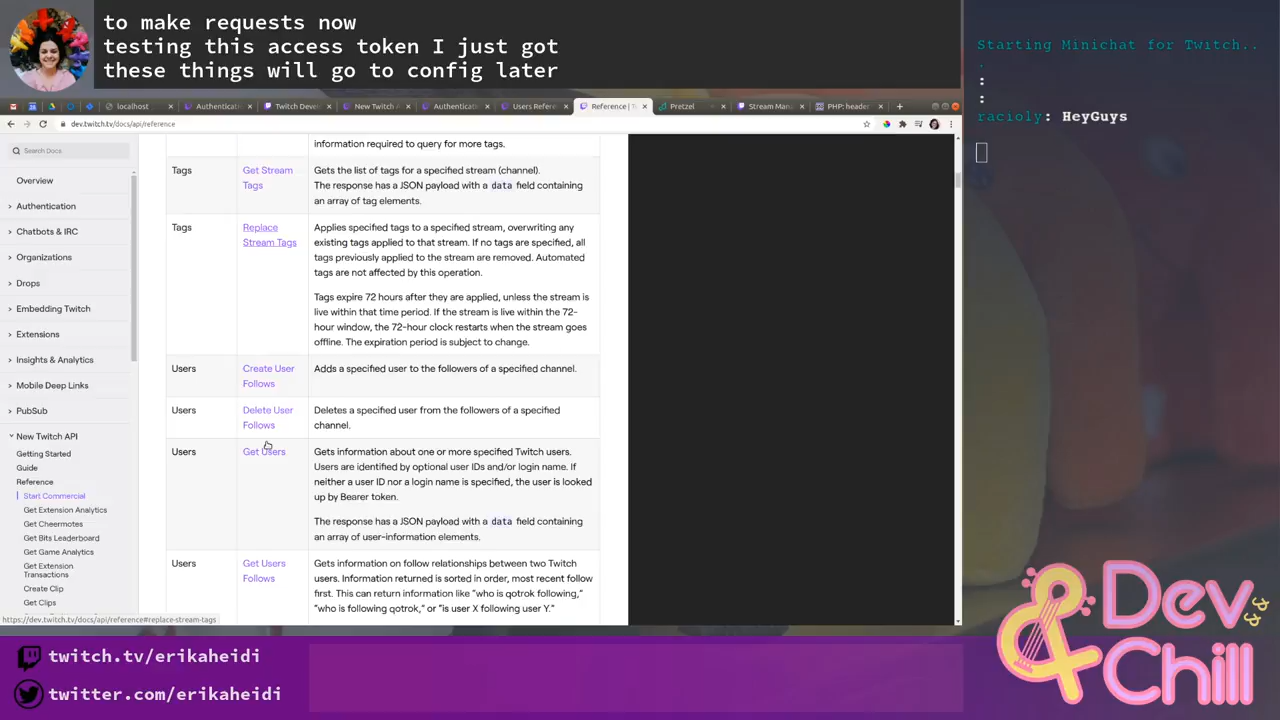 to make requests now
testing this access token I just got
these things will go to config later
Starting Minichat for Twitch..
.
:
:
racioly: HeyGuys
localhost
Authenticati
Twitch Devel
New Twitch A
Authenticati
Users Refere
Reference | T
Pretzel
Stream Man
PHP: header
dev.twitch.tv/docs/api/reference
Search Docs
Overview
Authentication
Chatbots & IRC
Organizations
Drops
Embedding Twitch
Extensions
Insights & Analytics
Mobile Deep Links
PubSub
New Twitch API
Getting Started
Guide
Reference
Start Commercial
Get Extension Analytics
Get Cheermotes
Get Bits Leaderboard
Get Game Analytics
Get Extension
Transactions
Create Clip
Get Clips
information required to query for more tags.
Tags
Get Stream
Tags
Gets the list of tags for a specified stream (channel).
The response has a JSON payload with a data field containing
an array of tag elements.
Tags
Replace
Stream Tags
Applies specified tags to a specified stream, overwriting any
existing tags applied to that stream. If no tags are specified, all
tags previously applied to the stream are removed. Automated
tags are not affected by this operation.
Tags expire 72 hours after they are applied, unless the stream is
live within that time period. If the stream is live within the 72-
hour window, the 72-hour clock restarts when the stream goes
offline. The expiration period is subject to change.
Users
Create User
Follows
Adds a specified user to the followers of a specified channel.
Users
Delete User
Follows
Deletes a specified user from the followers of a specified
channel.
Users
Get Users
Gets information about one or more specified Twitch users.
Users are identified by optional user IDs and/or login name. If
neither a user ID nor a login name is specified, the user is looked
up by Bearer token.
The response has a JSON payload with a data field containing
an array of user-information elements.
Users
Get Users
Follows
Gets information on follow relationships between two Twitch
users. Information returned is sorted in order, most recent follow
first. This can return information like "who is qotrok following,"
"who is following qotrok," or "is user X following user Y."
https://dev.twitch.tv/docs/api/reference#replace-stream-tags
twitch.tv/erikaheidi
twitter.com/erikaheidi
Dev
& Chill